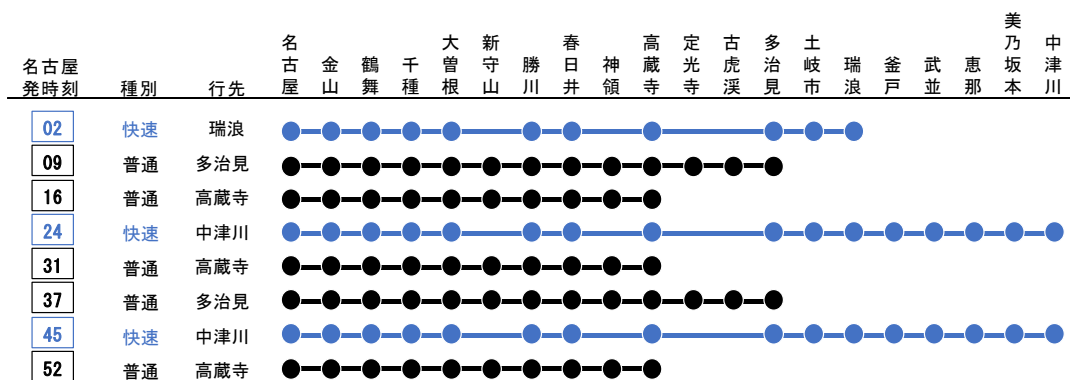 名古屋発時刻 種別 行先 名古屋 金山 鶴舞 千種 大曽根 新守山 勝川 春日井 神領 高蔵寺 定光寺 古虎渓 多治見 土岐市 瑞浪 釜戸 武並 恵那 美乃坂本 中津川
02 快速 瑞浪
09 普通 多治見
16 普通 高蔵寺
24 快速 中津川
31 普通 高蔵寺
37 普通 多治見
45 快速 中津川
52 普通 高蔵寺